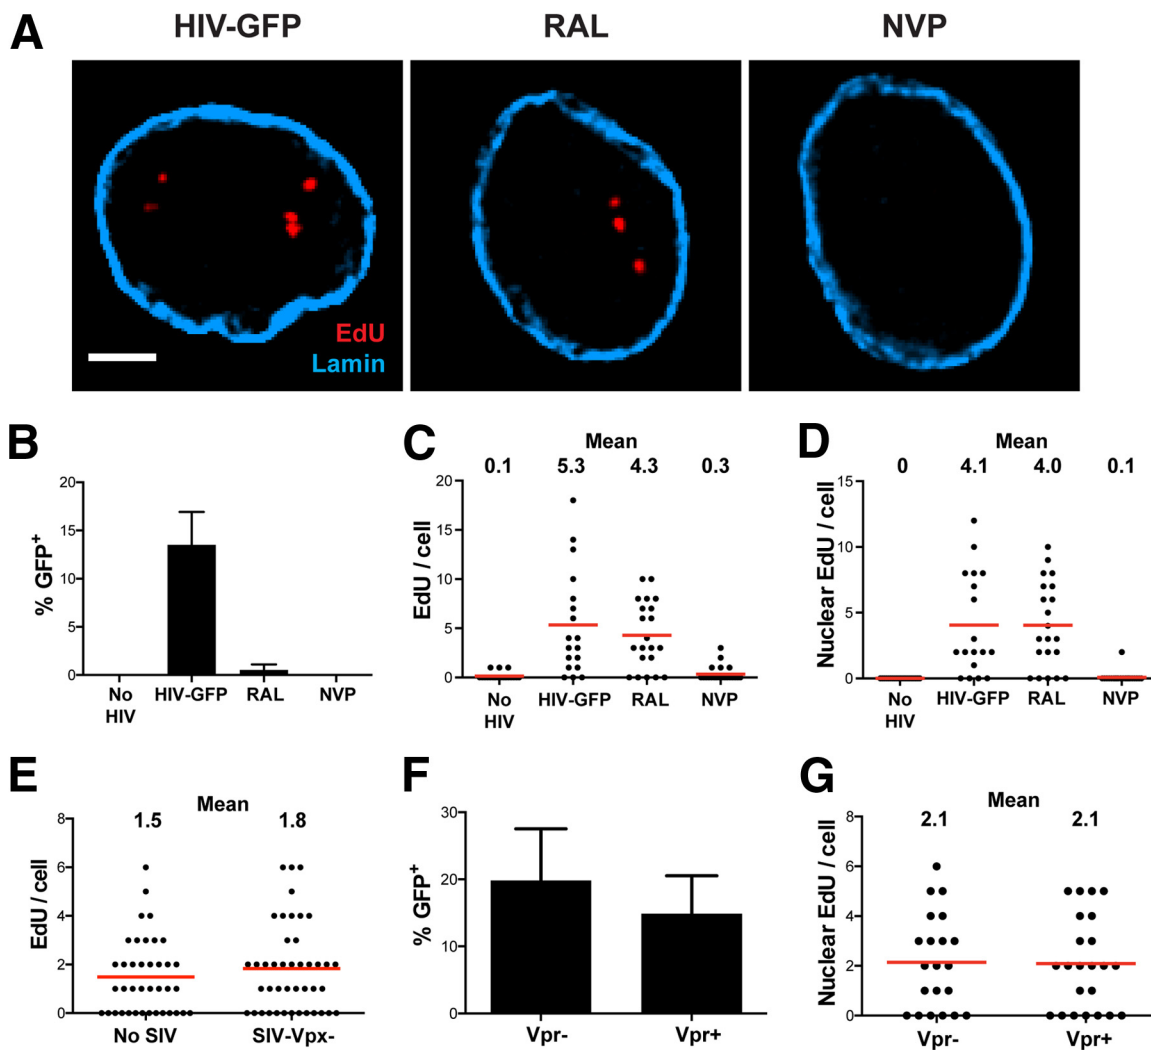 A
HIV-GFP RAL NVP
EdU
Lamin
B
20
15
10
5
0
% GFP+
No HIV HIV-GFP RAL NVP
C
Mean
0.1 5.3 4.3 0.3
20
15
10
5
0
EdU / cell
No HIV HIV-GFP RAL NVP
D
Mean
0 4.1 4.0 0.1
15
10
5
0
Nuclear EdU / cell
No HIV HIV-GFP RAL NVP
E
Mean
1.5 1.8
8
6
4
2
0
EdU / cell
No SIV SIV-Vpx-
F
30
20
10
0
% GFP+
Vpr- Vpr+
G
Mean
2.1 2.1
8
6
4
2
0
Nuclear EdU / cell
Vpr- Vpr+